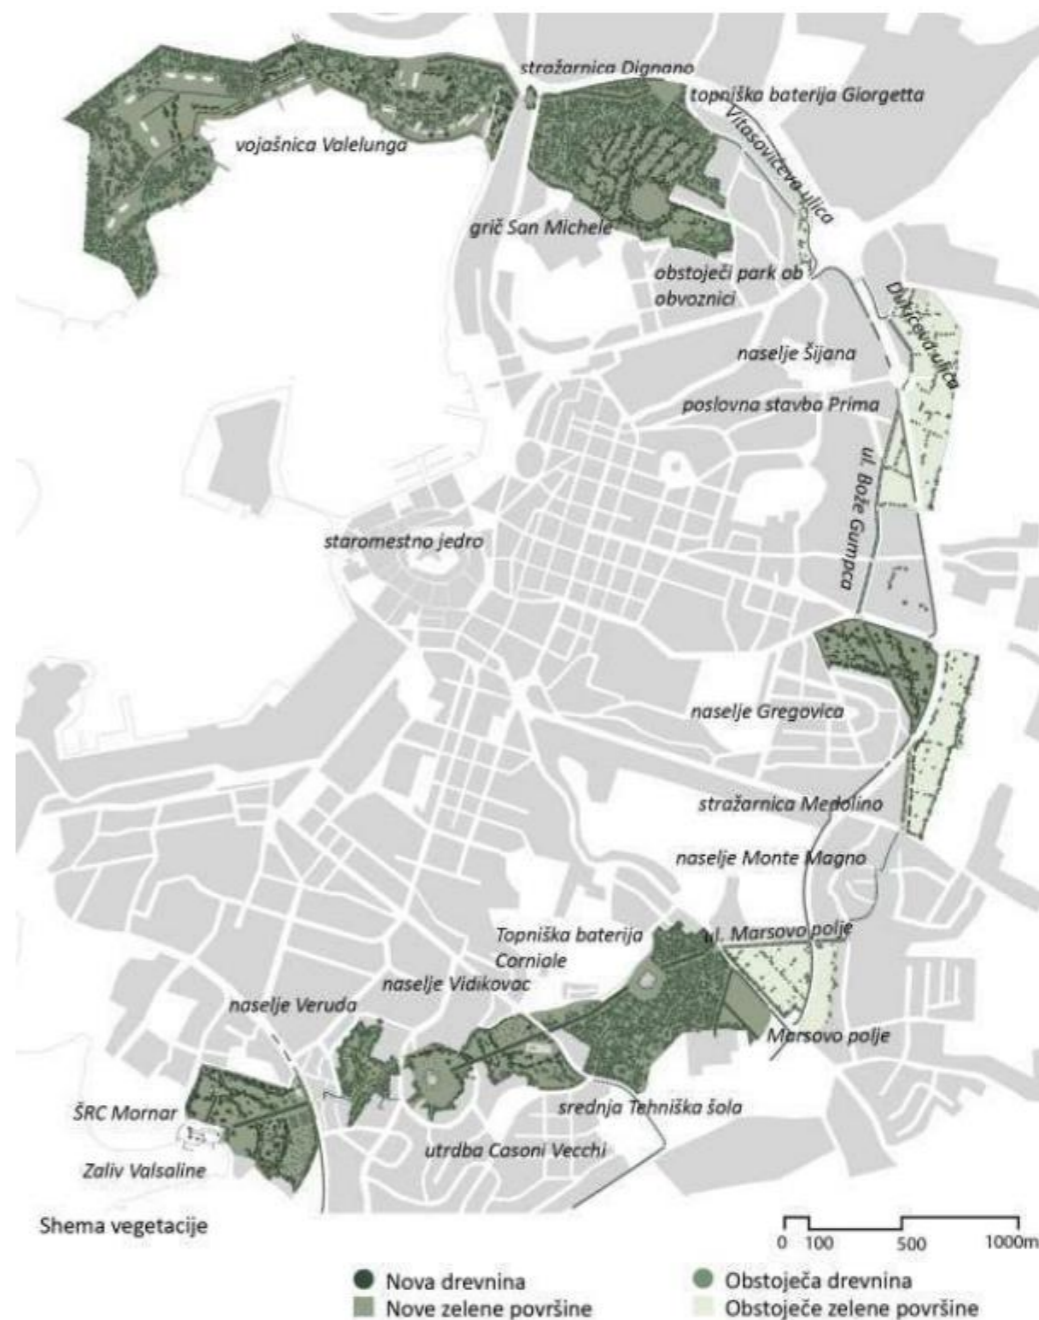 stražarnica Dignano
topniška baterija Giorgetta
Vitasovićeva ulica
vojašnica Valelunga
grič San Michele
obstoječi park ob
obvoznici
Dukićeva ulica
naselje Šijana
poslovna stavba Prima
ul. Bože Gumpca
staromestno jedro
naselje Gregovica
stražarnica Medolino
naselje Monte Magno
ul. Marsovo polje
Topniška baterija
Corniole
naselje Vidikovac
naselje Veruda
Marsovo polje
ŠRC Mornar
srednja Tehniška šola
utrdba Casoni Vecchi
Zaliv Valsaline
Shema vegetacije
0 100 500 1000m
Nova drevnina
Obstoječa drevnina
Nove zelene površine
Obstoječe zelene površine